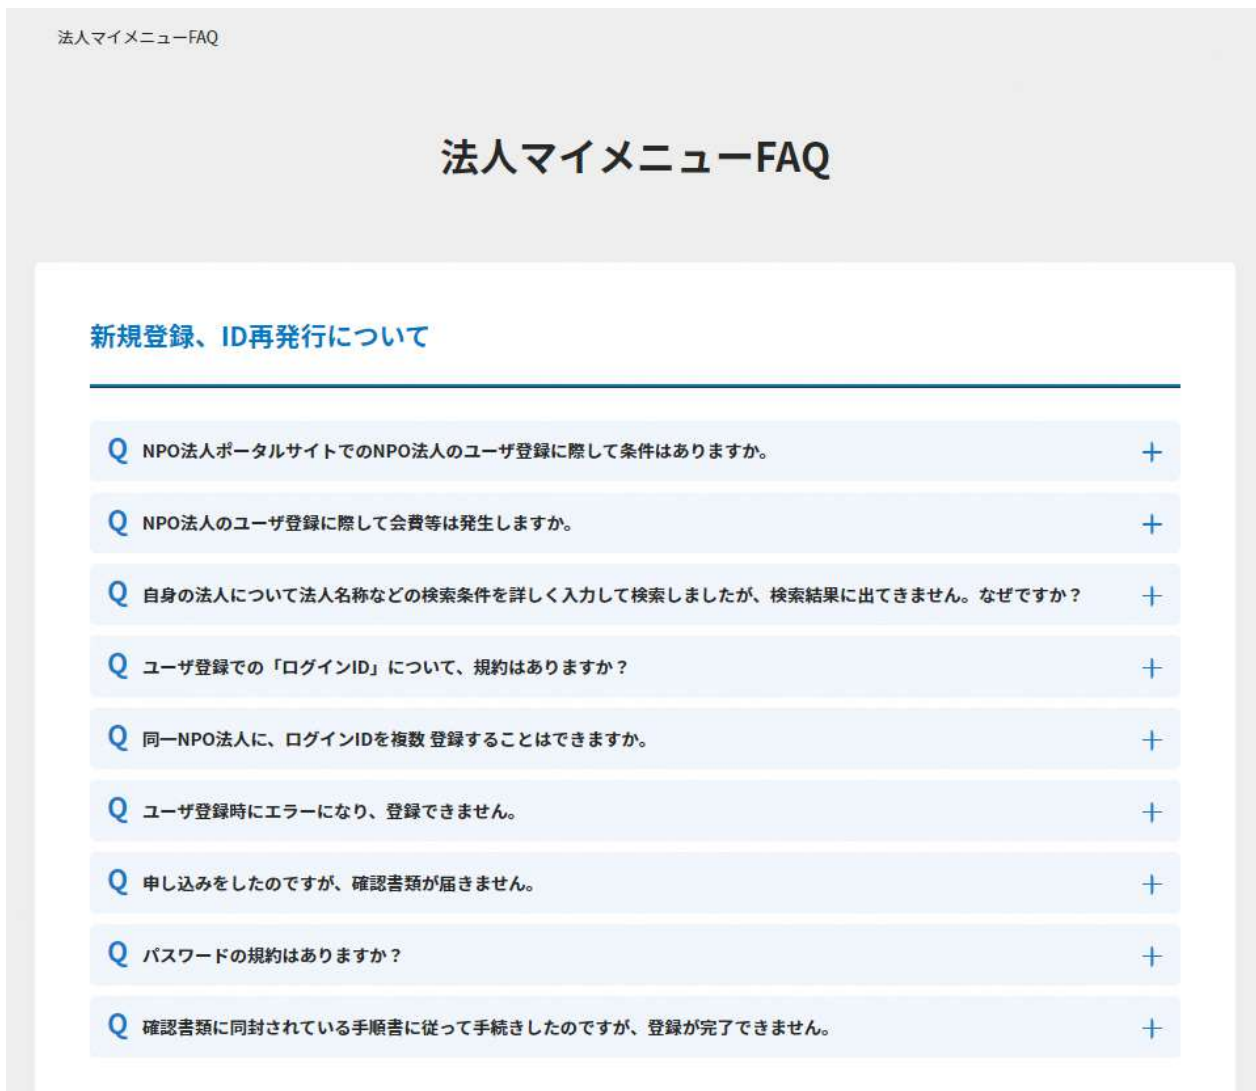 法人マイメニューFAQ
法人マイメニューFAQ
新規登録、ID再発行について
Q NPO法人ポータルサイトでのNPO法人のユーザ登録に際して条件はありますか。
Q NPO法人のユーザ登録に際して会費等は発生しますか。
Q 自身の法人について法人名称などの検索条件を詳しく入力して検索しましたが、検索結果に出てきません。なぜですか？
Q ユーザ登録での「ログインID」について、規約はありますか？
Q 同一NPO法人に、ログインIDを複数 登録することはできますか。
Q ユーザ登録時にエラーになり、登録できません。
Q 申し込みをしたのですが、確認書類が届きません。
Q パスワードの規約はありますか？
Q 確認書類に同封されている手順書に従って手続きしたのですが、登録が完了できません。